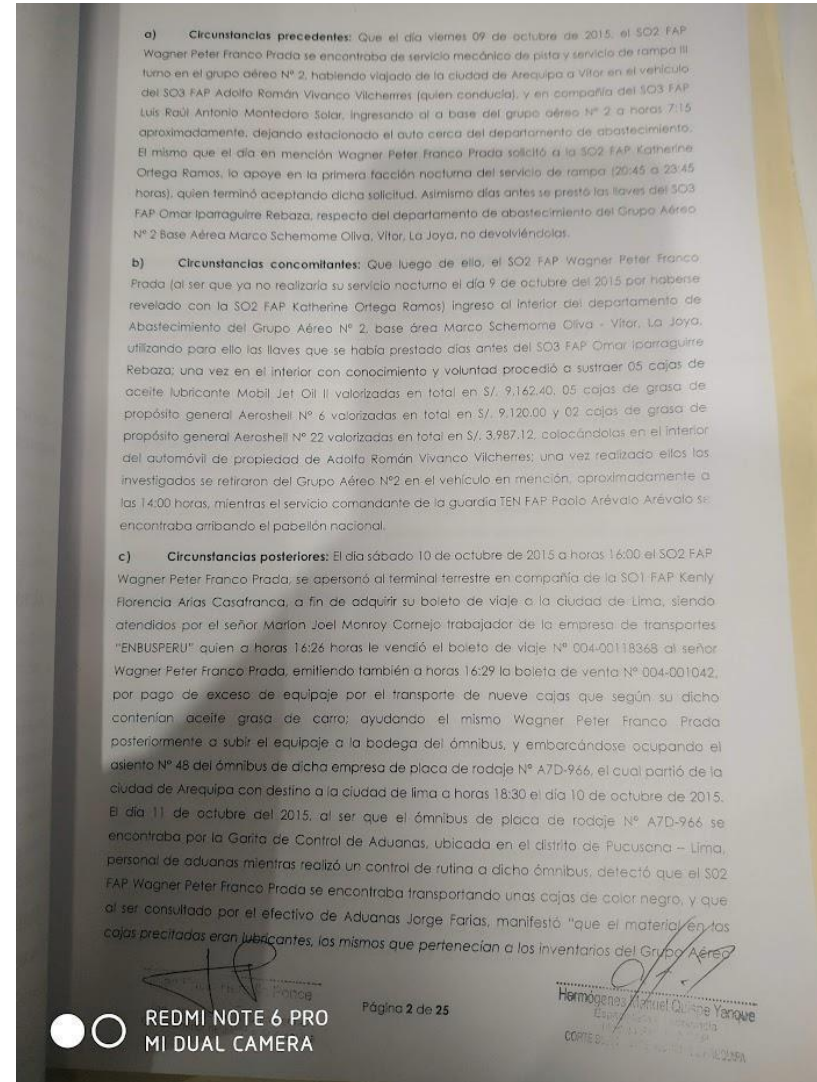 a) Circunstancias precedentes: Que el día viernes 09 de octubre de 2015, el SO2 FAP
Wagner Peter Franco Prada se encontraba de servicio mecánico de pista y servicio de rampa III
turno en el grupo aéreo Nº 2, habiendo viajado de la ciudad de Arequipa a Vitor en el vehículo
del SO3 FAP Adolfo Román Vivanco Vilcherres (quien conducía), y en compañía del SO3 FAP
Luis Raúl Antonio Montedoro Solar, ingresando al a base del grupo aéreo Nº 2 a horas 7:15
aproximadamente, dejando estacionado el auto cerca del departamento de abastecimiento.
El mismo que el día en mención Wagner Peter Franco Prada solicitó a la SO2 FAP Katherine
Ortega Ramos, lo apoye en la primera facción nocturna del servicio de rampa (20:45 a 23:45
horas), quien terminó aceptando dicha solicitud. Asimismo días antes se prestó las llaves del SO3
FAP Omar Iparraguirre Rebaza, respecto del departamento de abastecimiento del Grupo Aéreo
Nº 2 Base Aérea Marco Schemome Oliva, Vitor, La Joya, no devolviéndolas.
b) Circunstancias concomitantes: Que luego de ello, el SO2 FAP Wagner Peter Franco
Prada (al ser que ya no realizaría su servicio nocturno el día 9 de octubre del 2015 por haberse
revelado con la SO2 FAP Katherine Ortega Ramos) ingreso al interior del departamento de
Abastecimiento del Grupo Aéreo Nº 2, base área Marco Schemome Oliva - Vitor, La Joya,
utilizando para ello las llaves que se había prestado días antes del SO3 FAP Omar Iparraguirre
Rebaza; una vez en el interior con conocimiento y voluntad procedió a sustraer 05 cajas de
aceite lubricante Mobil Jet Oil II valorizadas en total en S/. 9,162.40, 05 cajas de grasa de
propósito general Aeroshell Nº 6 valorizadas en total en S/. 9,120.00 y 02 cajas de grasa de
propósito general Aeroshell Nº 22 valorizadas en total en S/. 3,987.12, colocándolas en el interior
del automóvil de propiedad de Adolfo Román Vivanco Vilcherres; una vez realizado ellos los
investigados se retiraron del Grupo Aéreo Nº2 en el vehículo en mención, aproximadamente a
las 14:00 horas, mientras el servicio comandante de la guardia TEN FAP Paolo Arévalo Arévalo se
encontraba arribando el pabellón nacional.
c) Circunstancias posteriores: El día sábado 10 de octubre de 2015 a horas 16:00 el SO2 FAP
Wagner Peter Franco Prada, se apersonó al terminal terrestre en compañía de la SO1 FAP Kenly
Florencia Arias Casafranca, a fin de adquirir su boleto de viaje a la ciudad de Lima, siendo
atendidos por el señor Marlon Joel Monroy Cornejo trabajador de la empresa de transportes
"ENBUSPERU" quien a horas 16:26 horas le vendió el boleto de viaje Nº 004-00118368 al señor
Wagner Peter Franco Prada, emitiendo también a horas 16:29 la boleta de venta Nº 004-001042,
por pago de exceso de equipaje por el transporte de nueve cajas que según su dicho
contenían aceite grasa de carro; ayudando el mismo Wagner Peter Franco Prada
posteriormente a subir el equipaje a la bodega del ómnibus, y embarcándose ocupando el
asiento Nº 48 del ómnibus de dicha empresa de placa de rodaje Nº A7D-966, el cual partió de la
ciudad de Arequipa con destino a la ciudad de lima a horas 18:30 el día 10 de octubre de 2015.
El día 11 de octubre del 2015, al ser que el ómnibus de placa de rodaje Nº A7D-966 se
encontraba por la Garita de Control de Aduanas, ubicada en el distrito de Pucusana – Lima,
personal de aduanas mientras realizó un control de rutina a dicho ómnibus, detectó que el S02
FAP Wagner Peter Franco Prada se encontraba transportando unas cajas de color negro, y que
al ser consultado por el efectivo de Aduanas Jorge Farias, manifestó "que el material en las
cajas precitadas eran lubricantes, los mismos que pertenecían a los inventarios del Grupo Aéreo
Ponce
Página 2 de 25
Hermógenes Manuel Quispe Yanque
CORTE
REDMI NOTE 6 PRO
MI DUAL CAMERA